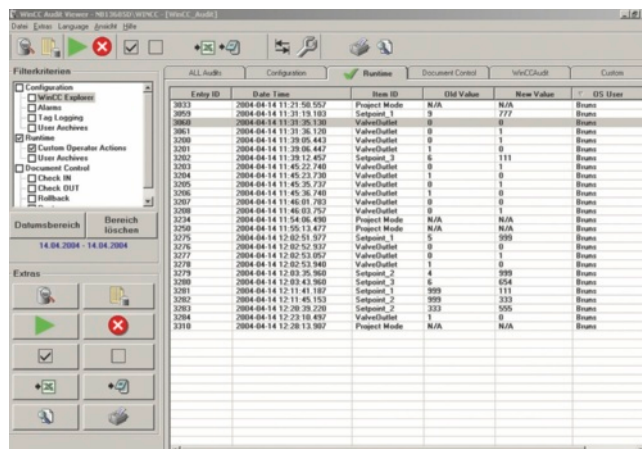 WinCC Audit Viewer - MD1368SD\WINCC - [WinCC_Audit]
Datei Extras Language Ansicht Hilfe
Filterkriterien
Configuration
WinCC Explorer
Alarms
Tag Logging
User Archives
Runtime
Custom Operator Actions
User Archives
Document Control
Check IN
Check OUT
Rollback
Datumsbereich
Bereich löschen
14.04.2004 - 14.04.2004
Extras
ALL Audits Configuration Runtime Document Control WinCCAudit Custom
Entry ID Date Time Item ID Old Value New Value OS User
3033 2004-04-14 11:21:50.557 Project Mode N/A N/A Bruns
3059 2004-04-14 11:31:19.103 Setpoint_1 9 777 Bruns
3060 2004-04-14 11:31:35.130 ValveOutlet 0 0 Bruns
3061 2004-04-14 11:31:36.120 ValveOutlet 0 1 Bruns
3200 2004-04-14 11:39:05.443 ValveOutlet 0 1 Bruns
3201 2004-04-14 11:39:06.447 ValveOutlet 1 0 Bruns
3202 2004-04-14 11:39:12.457 Setpoint_3 6 111 Bruns
3203 2004-04-14 11:45:22.740 ValveOutlet 0 1 Bruns
3204 2004-04-14 11:45:23.730 ValveOutlet 1 0 Bruns
3205 2004-04-14 11:45:35.737 ValveOutlet 0 1 Bruns
3206 2004-04-14 11:45:36.740 ValveOutlet 1 0 Bruns
3207 2004-04-14 11:46:01.783 ValveOutlet 0 0 Bruns
3208 2004-04-14 11:46:03.757 ValveOutlet 0 1 Bruns
3234 2004-04-14 11:54:06.490 Project Mode N/A N/A Bruns
3250 2004-04-14 11:55:13.477 Project Mode N/A N/A Bruns
3275 2004-04-14 12:02:51.977 Setpoint_1 5 999 Bruns
3276 2004-04-14 12:02:52.937 ValveOutlet 0 0 Bruns
3277 2004-04-14 12:02:53.057 ValveOutlet 0 1 Bruns
3278 2004-04-14 12:02:53.940 ValveOutlet 1 0 Bruns
3279 2004-04-14 12:03:35.960 Setpoint_2 4 999 Bruns
3280 2004-04-14 12:03:43.960 Setpoint_3 6 654 Bruns
3281 2004-04-14 12:11:41.187 Setpoint_1 999 111 Bruns
3282 2004-04-14 12:11:45.153 Setpoint_2 999 333 Bruns
3283 2004-04-14 12:20:39.220 Setpoint_2 333 555 Bruns
3284 2004-04-14 12:23:10.497 ValveOutlet 1 0 Bruns
3310 2004-04-14 12:28:13.907 Project Mode N/A N/A Bruns